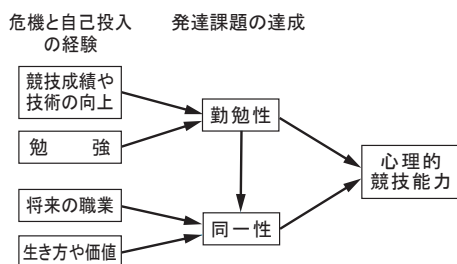 危機と自己投入
の経験
発達課題の達成
競技成績や
技術の向上
勉　　強
将来の職業
生き方や価値
勤勉性
同一性
心理的
競技能力